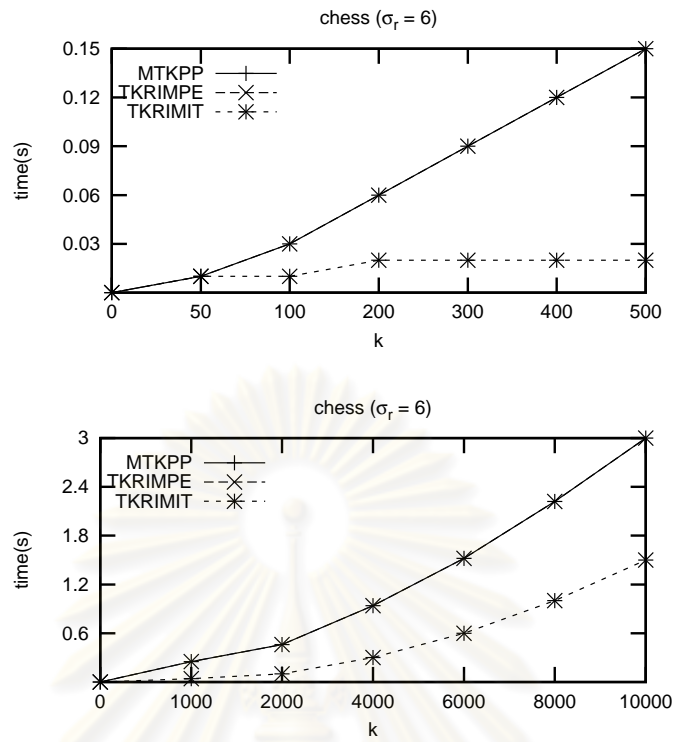 chess (σr = 6)
MTKPP
TKRIMPE
TKRIMIT
time(s)
0.15
0.12
0.09
0.06
0.03
0 50 100 200 300 400 500
k
chess (σr = 6)
MTKPP
TKRIMPE
TKRIMIT
time(s)
3
2.4
1.8
1.2
0.6
0 1000 2000 4000 6000 8000 10000
k